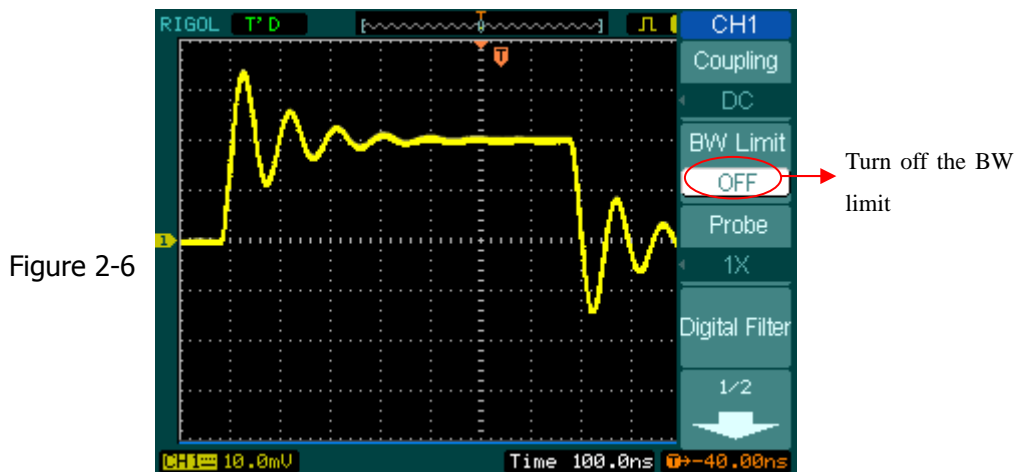 RIGOL T'D T CH1
T
Coupling
DC
BW Limit
OFF
Turn off the BW
limit
Probe
1
1X
Figure 2-6
Digital Filter
1/2
CH1 10.0mV Time 100.0ns T→-40.00ns